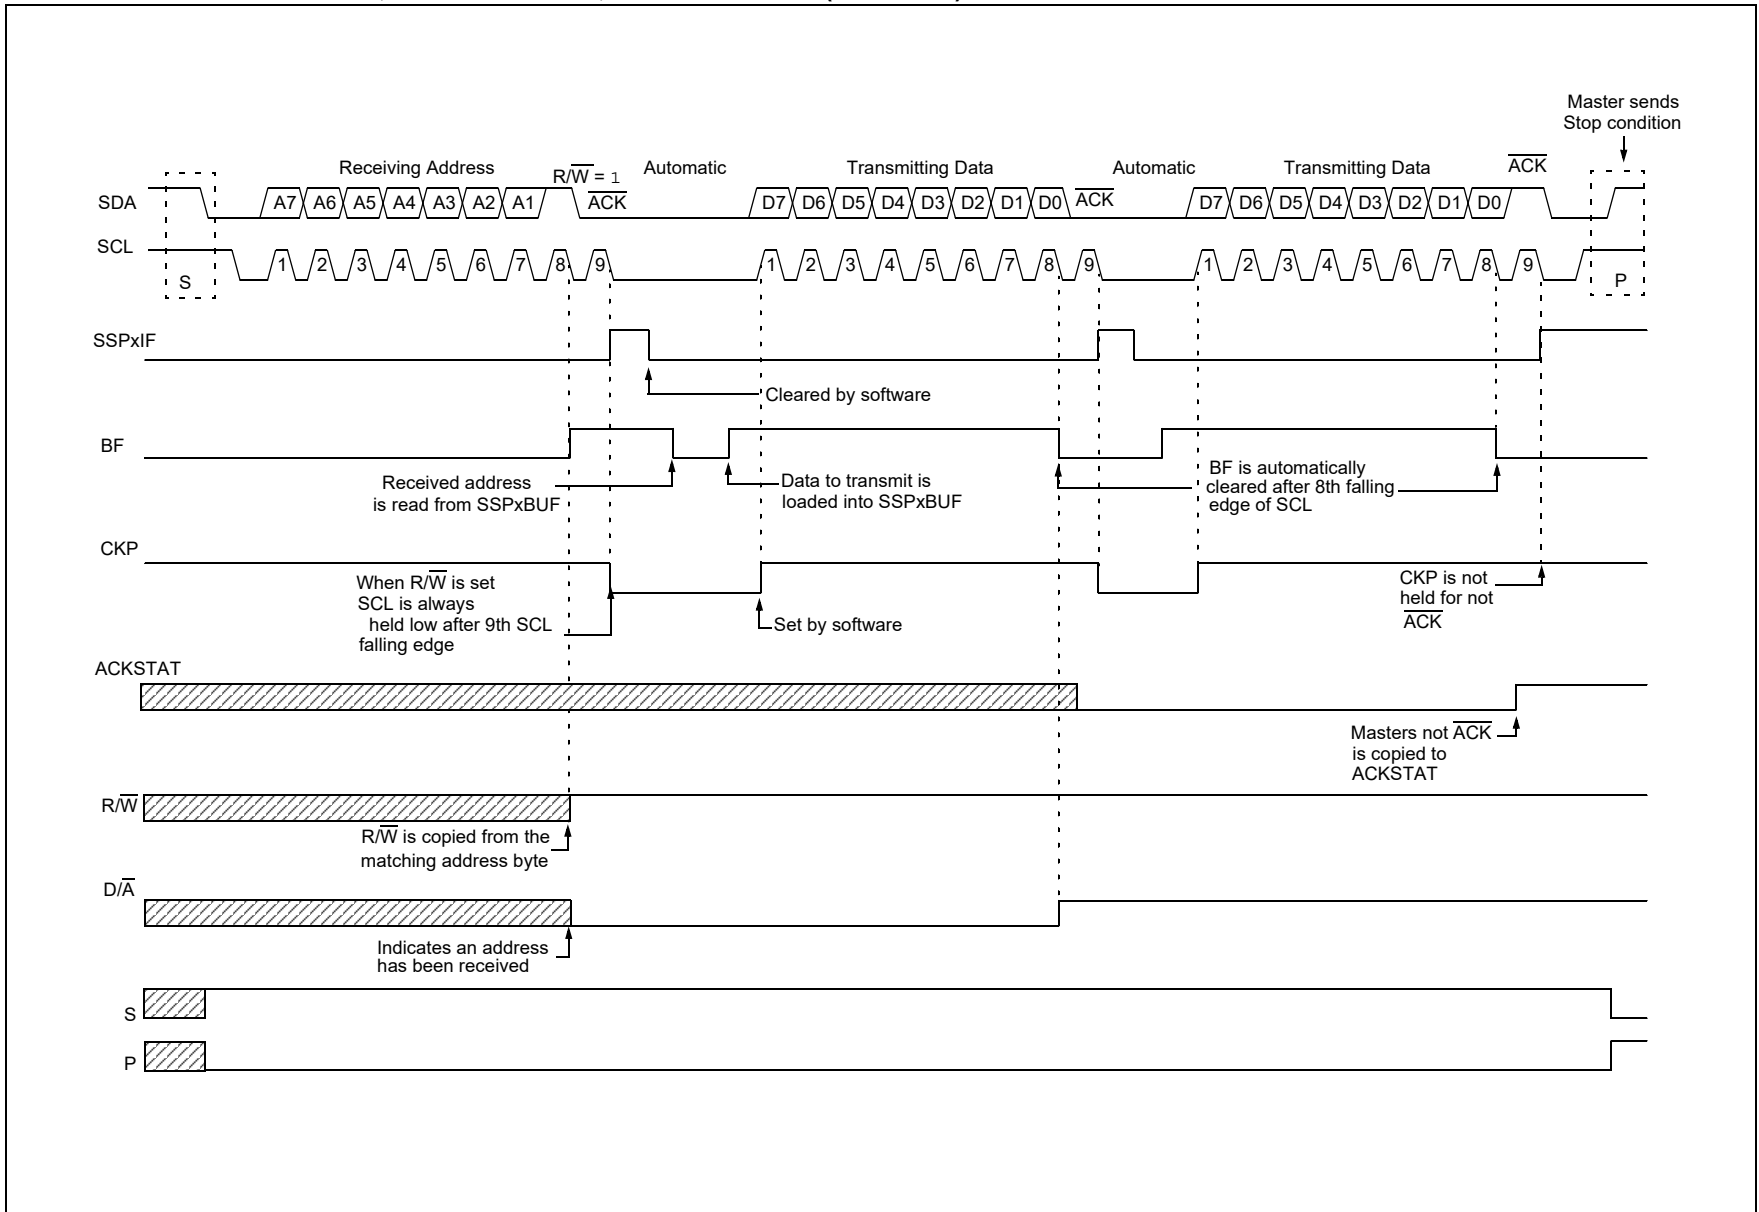 Master sends
Stop condition
Receiving Address
R/W̅ = 1
Automatic
Transmitting Data
Automatic
Transmitting Data
A̅C̅K̅
SDA
A7 A6 A5 A4 A3 A2 A1
A̅C̅K̅
D7 D6 D5 D4 D3 D2 D1 D0
A̅C̅K̅
D7 D6 D5 D4 D3 D2 D1 D0
SCL
1 2 3 4 5 6 7 8 9
1 2 3 4 5 6 7 8 9
1 2 3 4 5 6 7 8 9
S
P
SSPxIF
Cleared by software
BF
Received address
is read from SSPxBUF
Data to transmit is
loaded into SSPxBUF
BF is automatically
cleared after 8th falling
edge of SCL
CKP
When R/W̅ is set
SCL is always
held low after 9th SCL
falling edge
Set by software
CKP is not
held for not
A̅C̅K̅
ACKSTAT
Masters not A̅C̅K̅
is copied to
ACKSTAT
R/W̅
R/W̅ is copied from the
matching address byte
D/A̅
Indicates an address
has been received
S
P